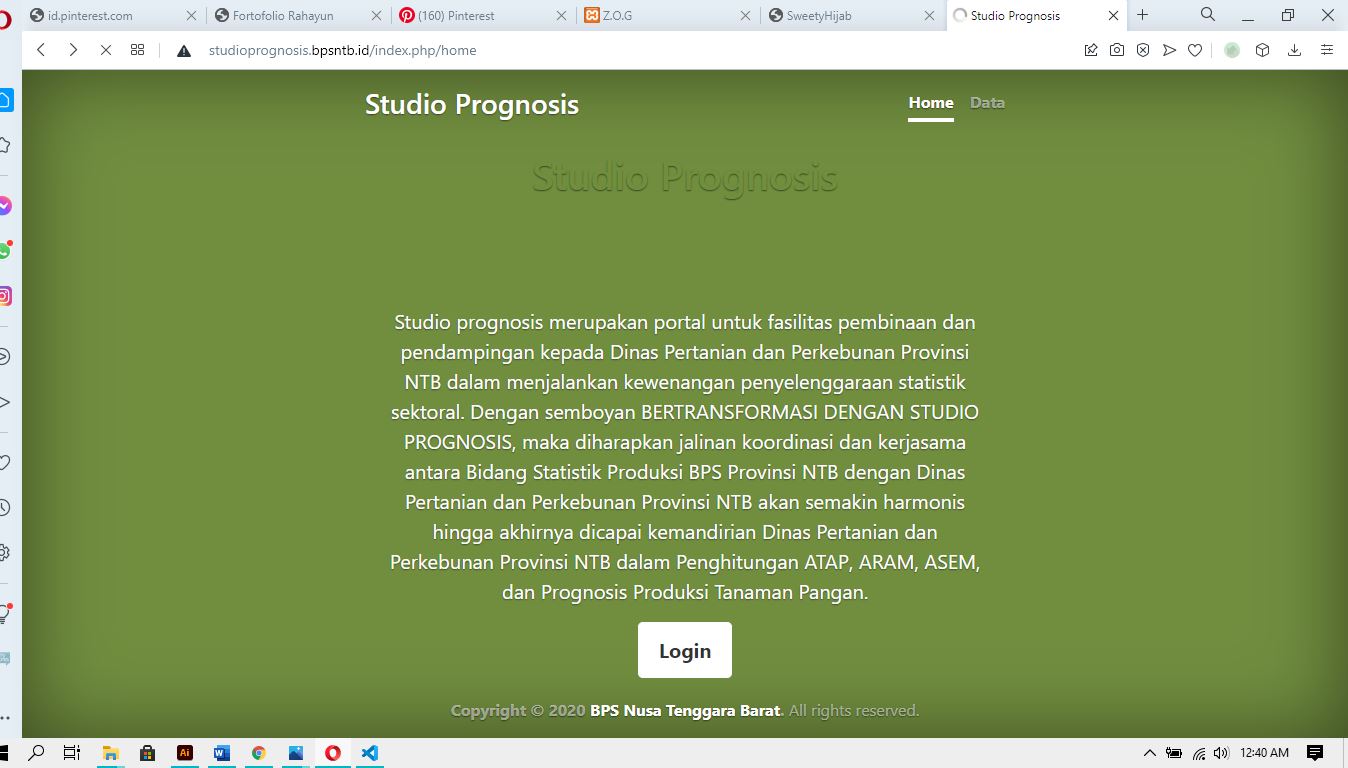 id.pinterest.com
Fortofolio Rahayun
(160) Pinterest
Z.O.G
SweetyHijab
Studio Prognosis
studioprognosis.bpsntb.id/index.php/home
Studio Prognosis
Home
Data
Studio Prognosis
Studio prognosis merupakan portal untuk fasilitas pembinaan dan
pendampingan kepada Dinas Pertanian dan Perkebunan Provinsi
NTB dalam menjalankan kewenangan penyelenggaraan statistik
sektoral. Dengan semboyan BERTRANSFORMASI DENGAN STUDIO
PROGNOSIS, maka diharapkan jalinan koordinasi dan kerjasama
antara Bidang Statistik Produksi BPS Provinsi NTB dengan Dinas
Pertanian dan Perkebunan Provinsi NTB akan semakin harmonis
hingga akhirnya dicapai kemandirian Dinas Pertanian dan
Perkebunan Provinsi NTB dalam Penghitungan ATAP, ARAM, ASEM,
dan Prognosis Produksi Tanaman Pangan.
Login
Copyright © 2020 BPS Nusa Tenggara Barat. All rights reserved.
Ai
W
12:40 AM